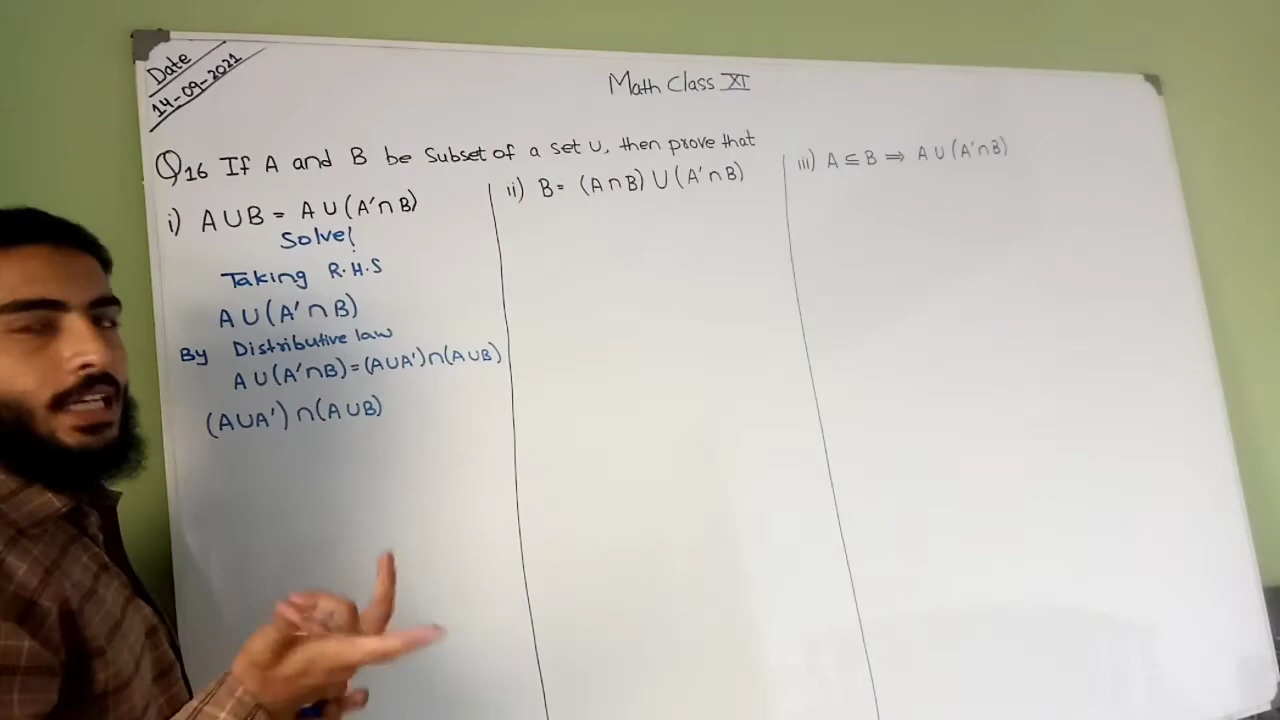 Date
14-09-2021
Math Class XI
Q16 If A and B be Subset of a set U, then prove that
i) A∪B = A∪(A'∩B)
Solve!
Taking R.H.S
A∪(A'∩B)
By Distributive law
A∪(A'∩B)=(A∪A')∩(A∪B)
(A∪A')∩(A∪B)
ii) B= (A∩B)∪(A'∩B)
iii) A⊆B ⇒ A∪(A'∩B)